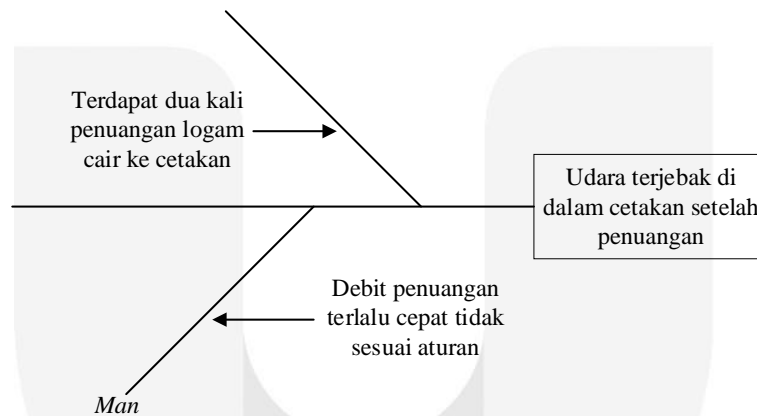 Terdapat dua kali
penuangan logam
cair ke cetakan
Udara terjebak di
dalam cetakan setelah
penuangan
Debit penuangan
terlalu cepat tidak
sesuai aturan
Man